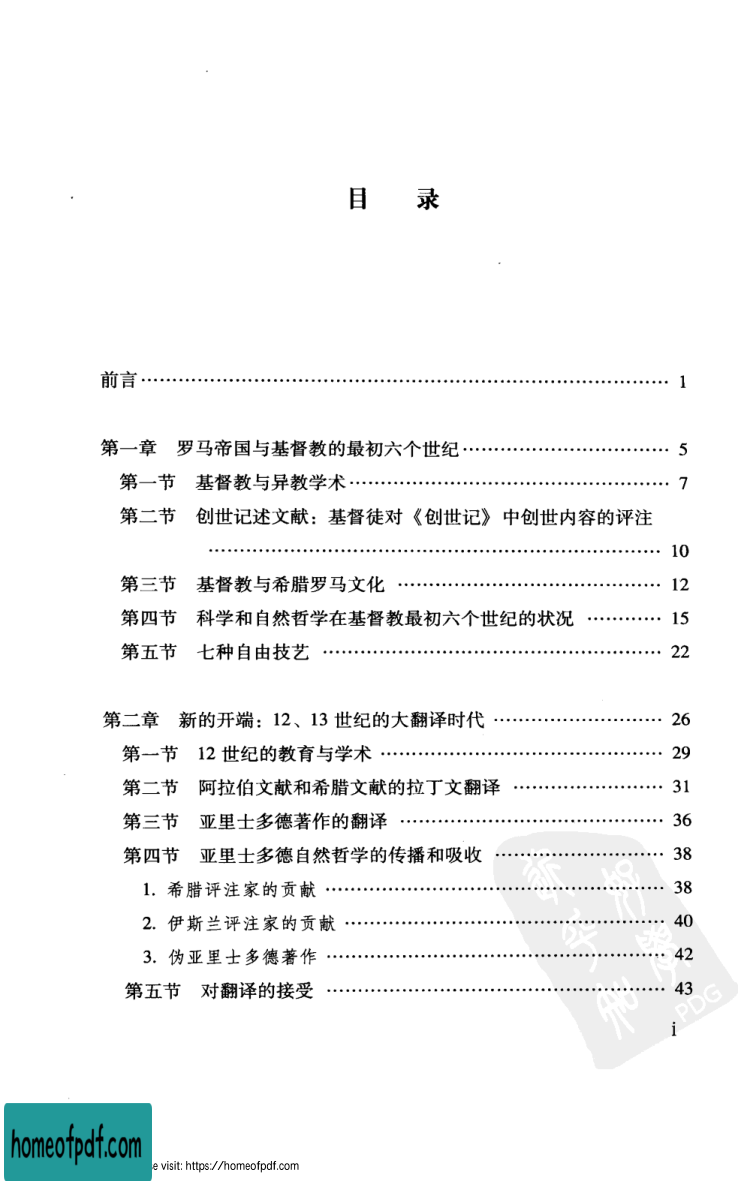 目 录
前言 …… 1
第一章 罗马帝国与基督教的最初六个世纪 …… 5
第一节 基督教与异教学术 …… 7
第二节 创世记述文献：基督徒对《创世记》中创世内容的评注
…… 10
第三节 基督教与希腊罗马文化 …… 12
第四节 科学和自然哲学在基督教最初六个世纪的状况 …… 15
第五节 七种自由技艺 …… 22
第二章 新的开端：12、13 世纪的大翻译时代 …… 26
第一节 12 世纪的教育与学术 …… 29
第二节 阿拉伯文献和希腊文献的拉丁文翻译 …… 31
第三节 亚里士多德著作的翻译 …… 36
第四节 亚里士多德自然哲学的传播和吸收 …… 38
1. 希腊评注家的贡献 …… 38
2. 伊斯兰评注家的贡献 …… 40
3. 伪亚里士多德著作 …… 42
第五节 对翻译的接受 …… 43
PDG
i
homeofpdf.com
e visit: https://homeofpdf.com